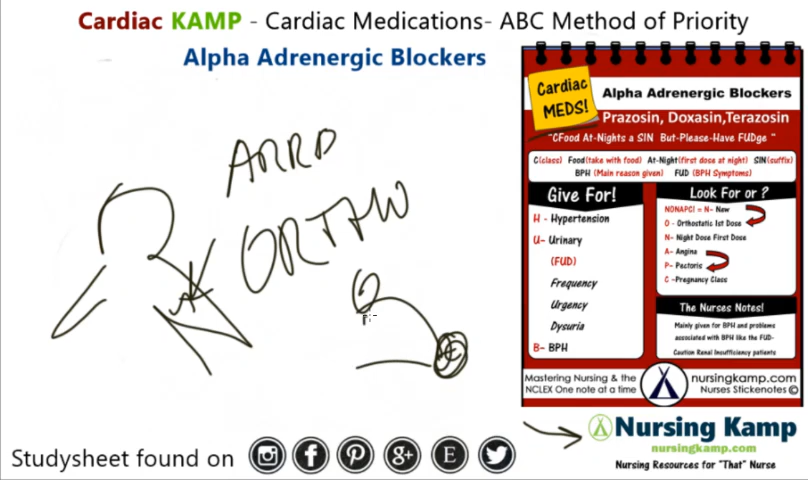 Cardiac KAMP - Cardiac Medications- ABC Method of Priority
Alpha Adrenergic Blockers
ORTHO
Cardiac MEDS!
Alpha Adrenergic Blockers
Prazosin, Doxasin,Terazosin
"CFood At-Nights a SIN But-Please-Have FUDge "
C(class) Food(take with food) At-Night(first dose at night) SIN(suffix)
BPH (Main reason given) FUD (BPH Symptoms)
Give For!
H - Hypertension
U- Urinary
(FUD)
Frequency
Urgency
Dysuria
B- BPH
Look For or ?
NONAPCI = N- New
O - Orthostatic 1st Dose
N- Night Dose First Dose
A- Angina
P- Pectoris
C -Pregnancy Class
The Nurses Notes!
Mainly given for BPH and problems
associated with BPH like the FUD-
Caution Renal Insufficiency patients
Mastering Nursing & the
NCLEX One note at a time
nursingkamp.com
Nurses Stickenotes ©
Nursing Kamp
nursingkamp.com
Nursing Resources for "That" Nurse
Studysheet found on